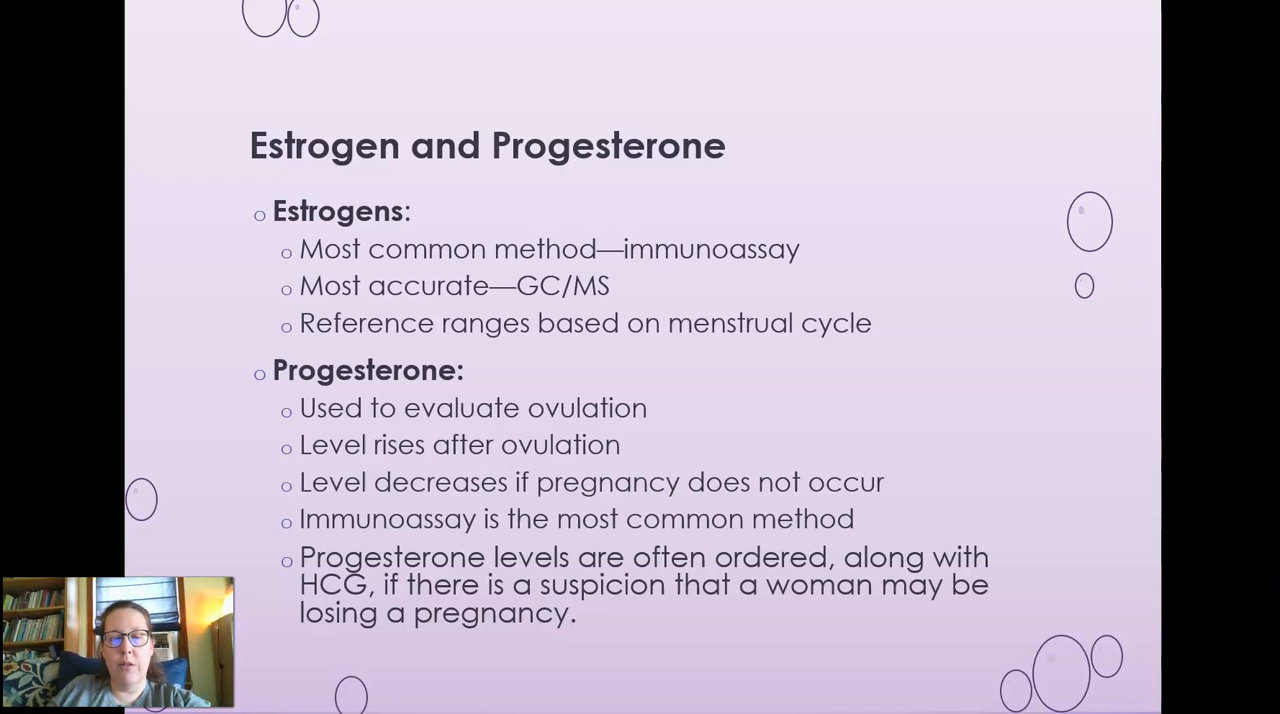 Estrogen and Progesterone
Estrogens:
Most common method—immunoassay
Most accurate—GC/MS
Reference ranges based on menstrual cycle
Progesterone:
Used to evaluate ovulation
Level rises after ovulation
Level decreases if pregnancy does not occur
Immunoassay is the most common method
Progesterone levels are often ordered, along with
HCG, if there is a suspicion that a woman may be
losing a pregnancy.